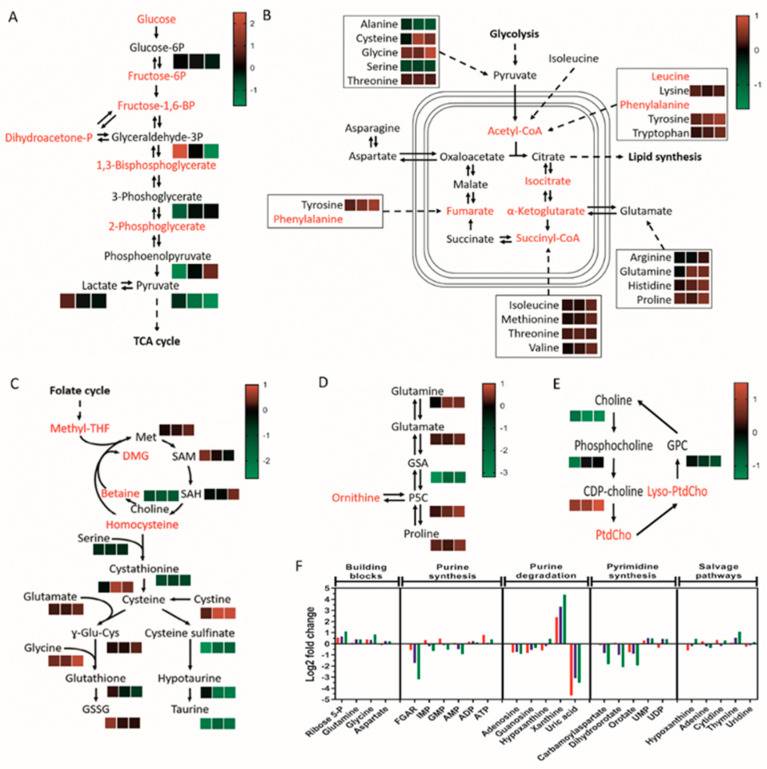 A
Glucose
Glucose-6P
Fructose-6P
Fructose-1,6-BP
Dihydroacetone-P
Glyceraldehyde-3P
1,3-Bisphosphoglycerate
3-Phoshoglycerate
2-Phosphoglycerate
Phosphoenolpyruvate
Lactate
Pyruvate
TCA cycle
2
1
0
-1
B
Alanine
Cysteine
Glycine
Serine
Threonine
Glycolysis
Pyruvate
Isoleucine
Leucine
Lysine
Phenylalanine
Tyrosine
Tryptophan
1
0
-1
Acetyl-CoA
Asparagine
Aspartate
Oxaloacetate
Citrate
Lipid synthesis
Malate
Isocitrate
Tyrosine
Phenylalanine
Fumarate
α-Ketoglutarate
Glutamate
Succinate
Succinyl-CoA
Arginine
Glutamine
Histidine
Proline
Isoleucine
Methionine
Threonine
Valine
C
Folate cycle
Methyl-THF
Met
DMG
SAM
Betaine
SAH
Choline
Homocysteine
Serine
Cystathionine
Glutamate
Cysteine
Cystine
γ-Glu-Cys
Cysteine sulfinate
Glycine
Glutathione
Hypotaurine
GSSG
Taurine
1
0
-1
-2
D
Glutamine
Glutamate
GSA
Ornithine
P5C
Proline
1
0
-1
-2
-3
E
Choline
Phosphocholine
GPC
CDP-choline
Lyso-PtdCho
PtdCho
1
0
-1
F
Building
blocks
Purine
synthesis
Purine
degradation
Pyrimidine
synthesis
Salvage
pathways
Log2 fold change
5
4
3
2
1
0
-1
-2
-3
-4
-5
Ribose 5-P
Glutamine
Glycine
Aspartate
FGAR
IMP
GMP
AMP
ADP
ATP
Adenosine
Guanosine
Hypoxanthine
Xanthine
Uric acid
Carbamoylaspartate
Dihydroorotate
Orotate
UMP
UDP
Hypoxanthine
Adenine
Cytidine
Thymine
Uridine